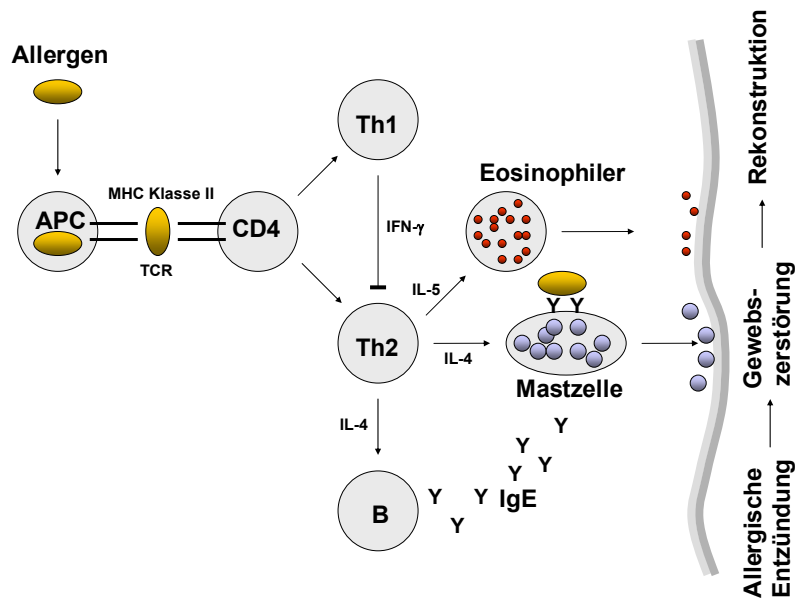 Allergen
APC
MHC Klasse II
TCR
CD4
Th1
IFN-γ
Th2
IL-5
IL-4
IL-4
Eosinophiler
Y Y
Mastzelle
B
Y
Y
Y
Y
Y
Y
Y
IgE
Allergische
Entzündung
Gewebs-
zerstörung
Rekonstruktion